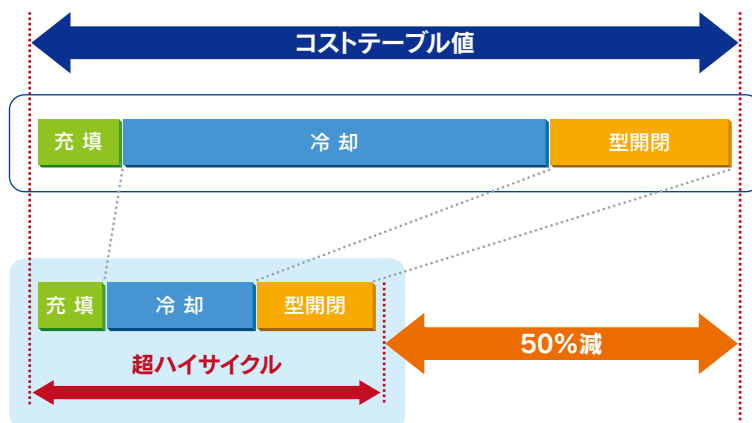 コストテーブル値
充填 冷却 型開閉
充填 冷却 型開閉
超ハイサイクル
50%減